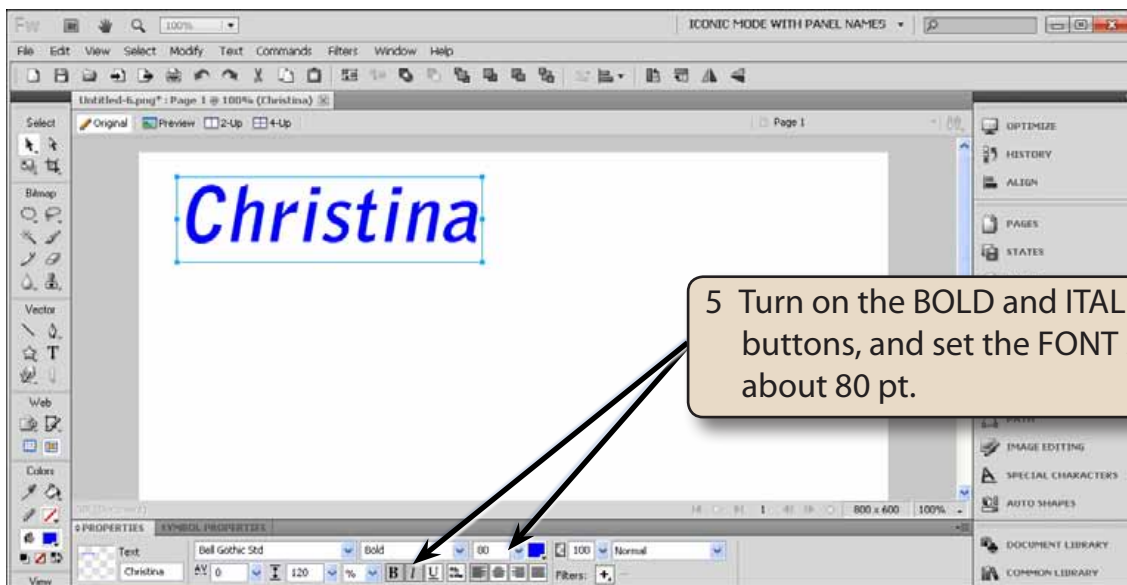 Fw 100% ICONIC MODE WITH PANEL NAMES
File Edit View Select Modify Text Commands Filters Window Help
Untitled-6.png* : Page 1 @ 100% (Christina)
Select
Original Preview 2-Up 4-Up Page 1
OPTIMIZE
HISTORY
ALIGN
Bitmap
Christina
PAGES
STATES
Vector
T
5 Turn on the BOLD and ITAL
buttons, and set the FONT
about 80 pt.
Web
PATH
IMAGE EDITING
Colors
SPECIAL CHARACTERS
AUTO SHAPES
1 800 x 600 100%
PROPERTIES SYMBOL PROPERTIES
DOCUMENT LIBRARY
Text Bell Gothic Std Bold 80 100 Normal
Christina AV 0 120 % B I U Filters:
COMMON LIBRARY
View